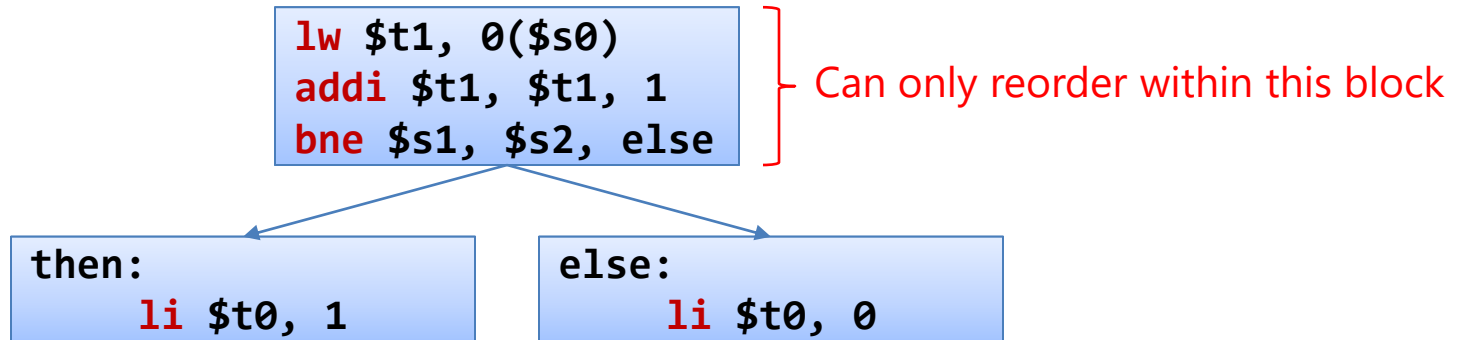 lw $t1, 0($s0)
addi $t1, $t1, 1
bne $s1, $s2, else
Can only reorder within this block
then:
li $t0, 1
else:
li $t0, 0